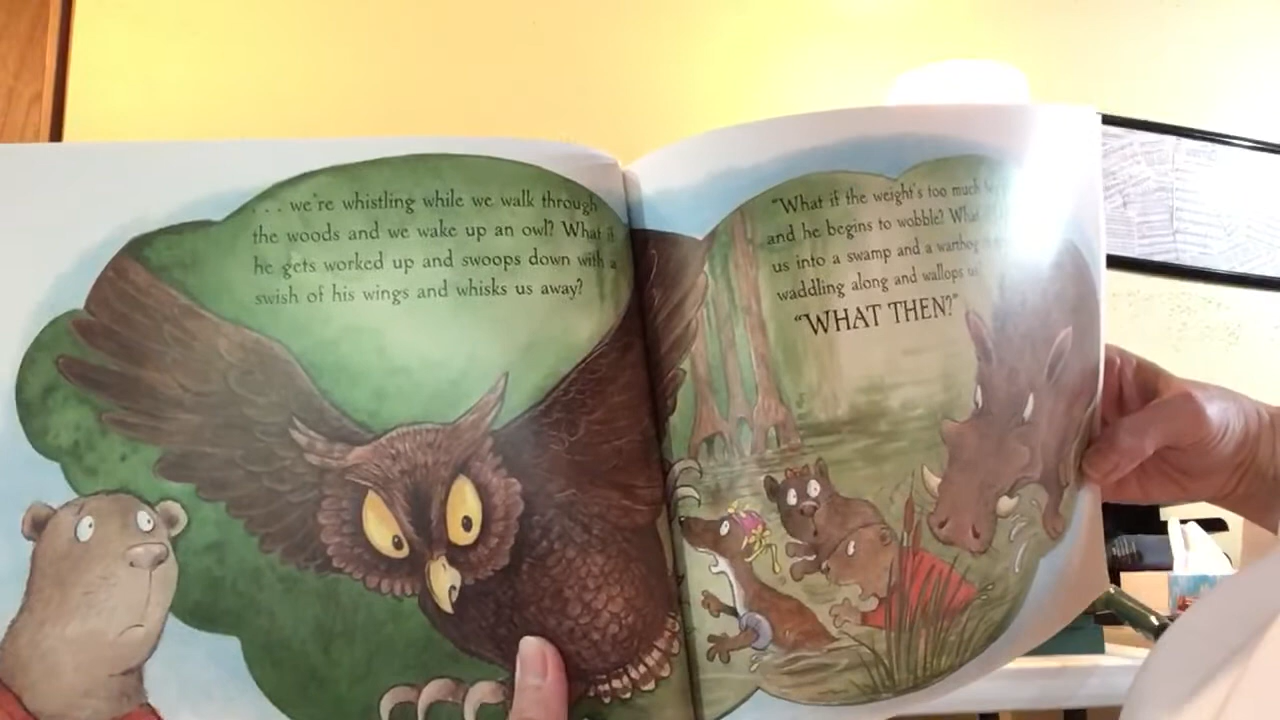 . . . we're whistling while we walk through
the woods and we wake up an owl? What if
he gets worked up and swoops down with a
swish of his wings and whisks us away?
"What if the weight's too much
and he begins to wobble? What
us into a swamp and a warthog
waddling along and wallops us
"WHAT THEN?"